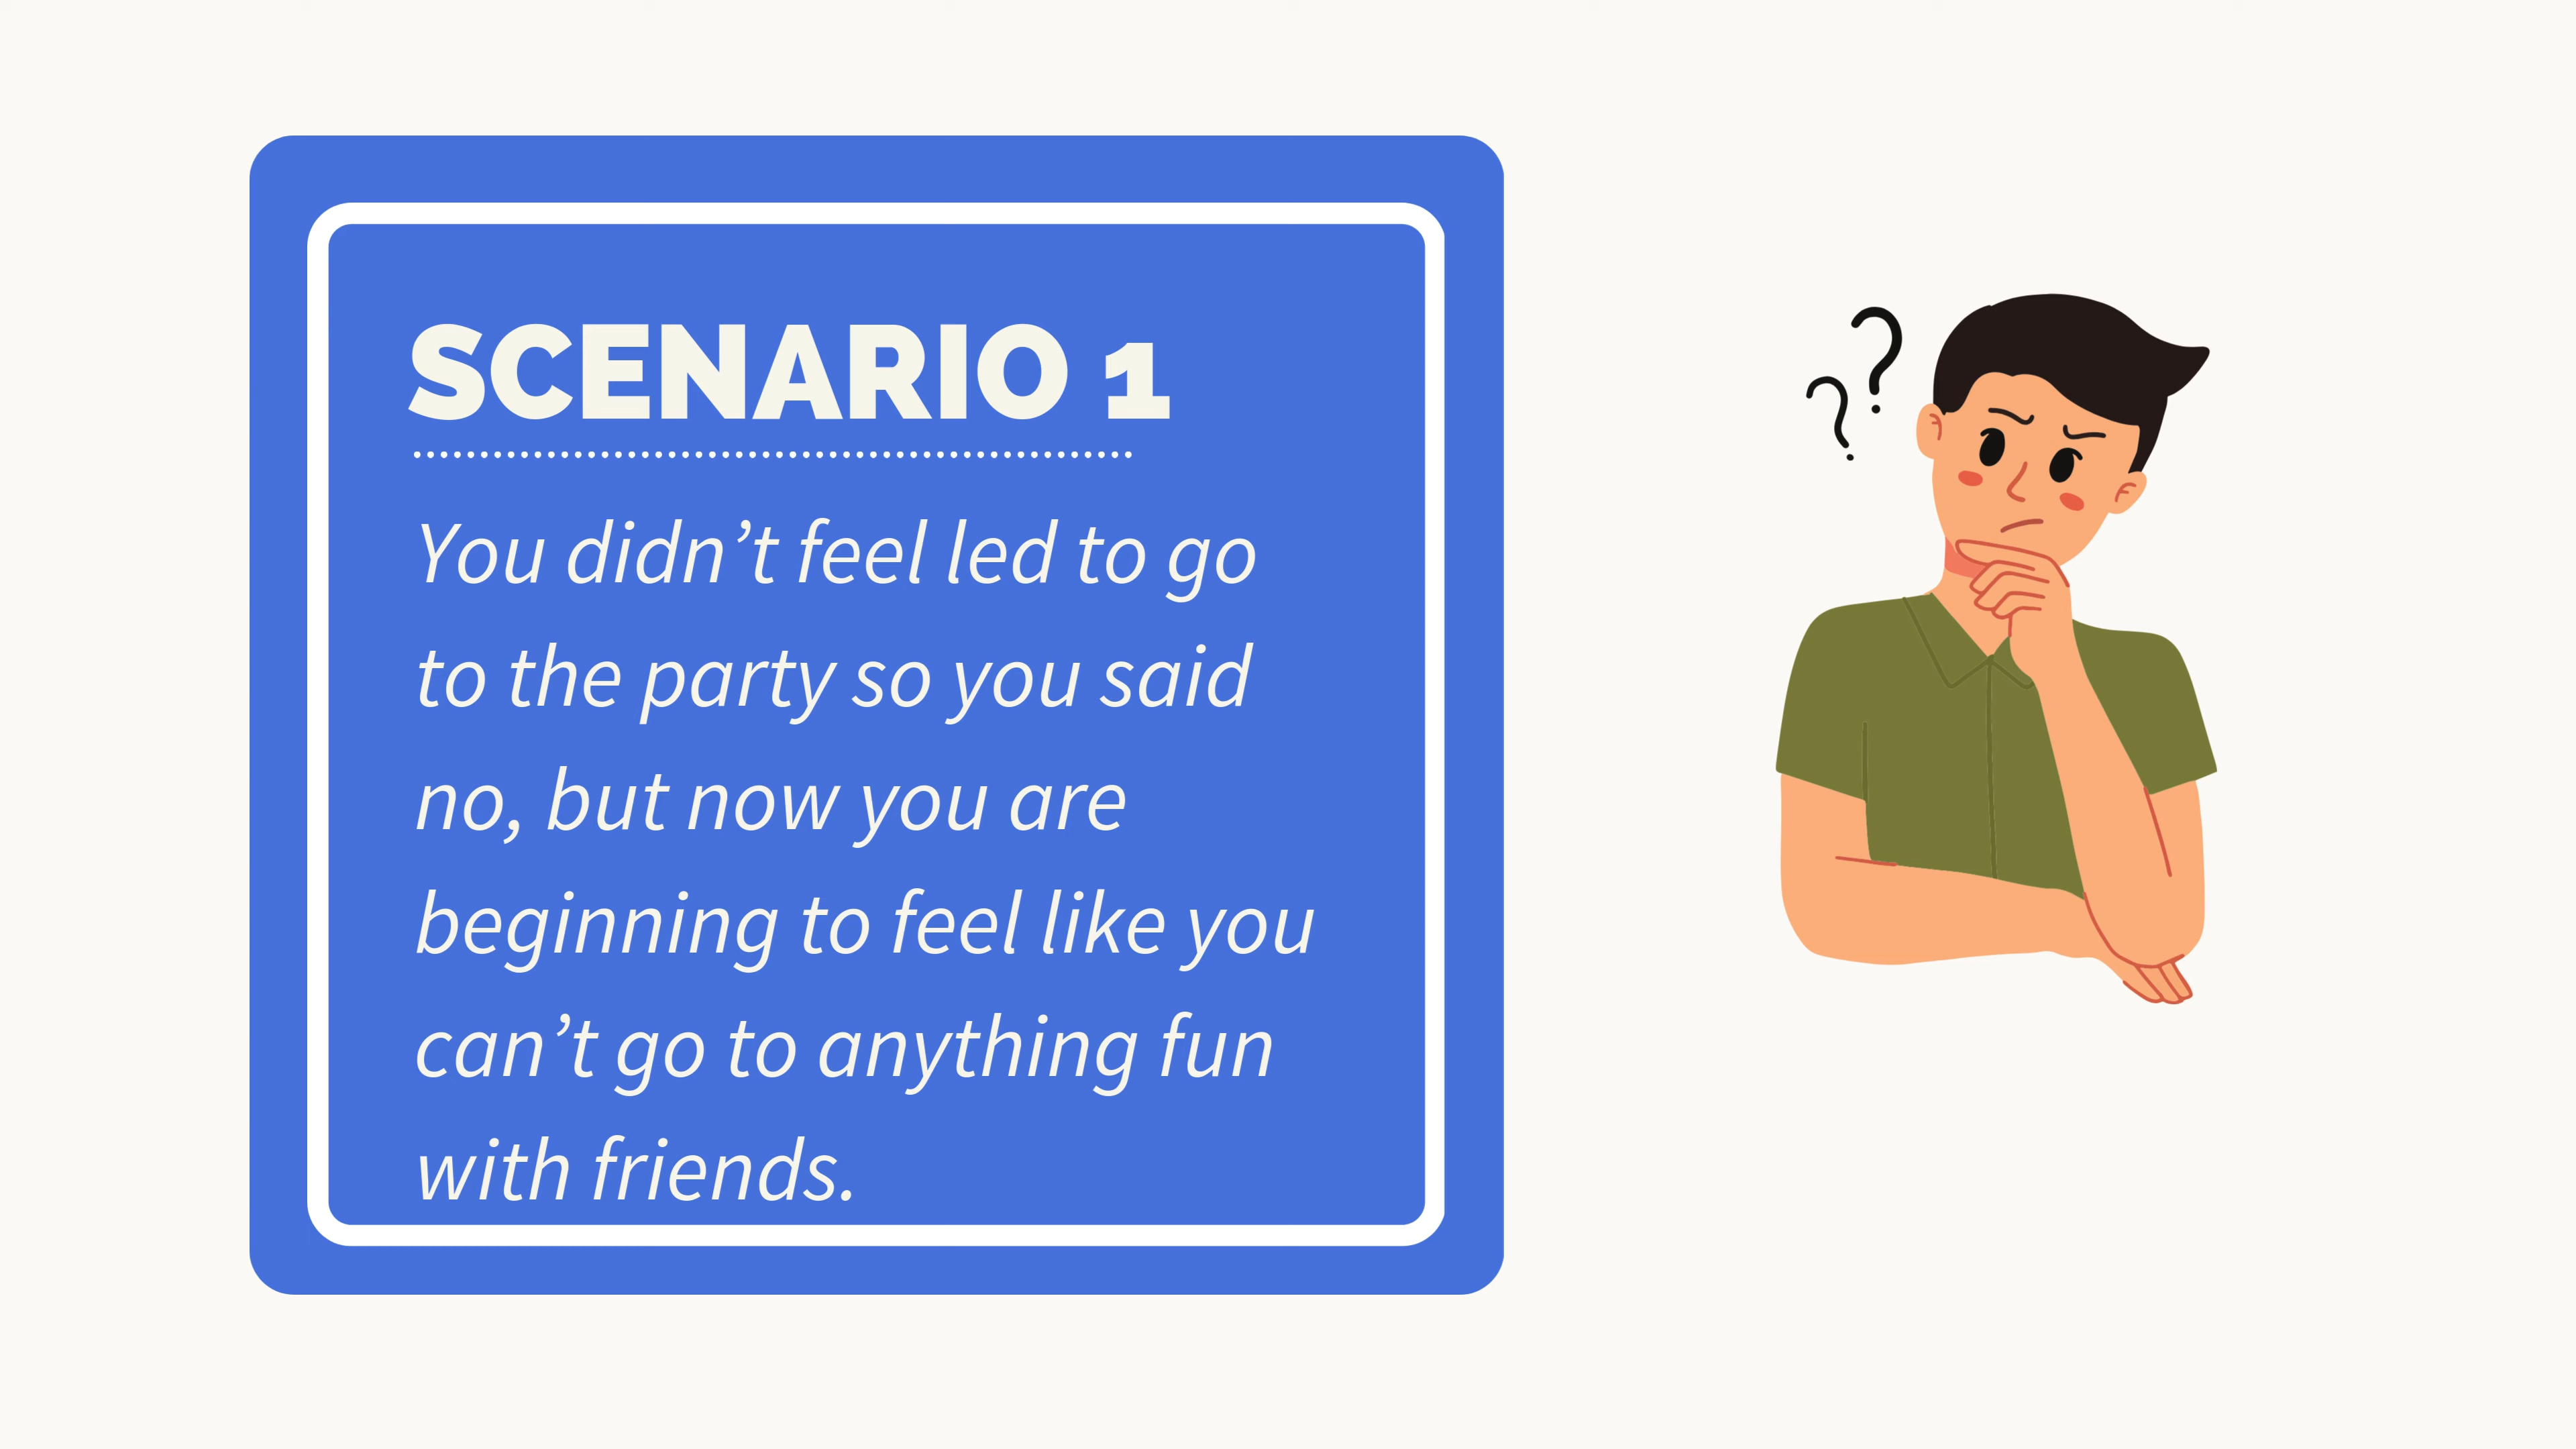 SCENARIO 1
You didn’t feel led to go
to the party so you said
no, but now you are
beginning to feel like you
can’t go to anything fun
with friends.
? ?